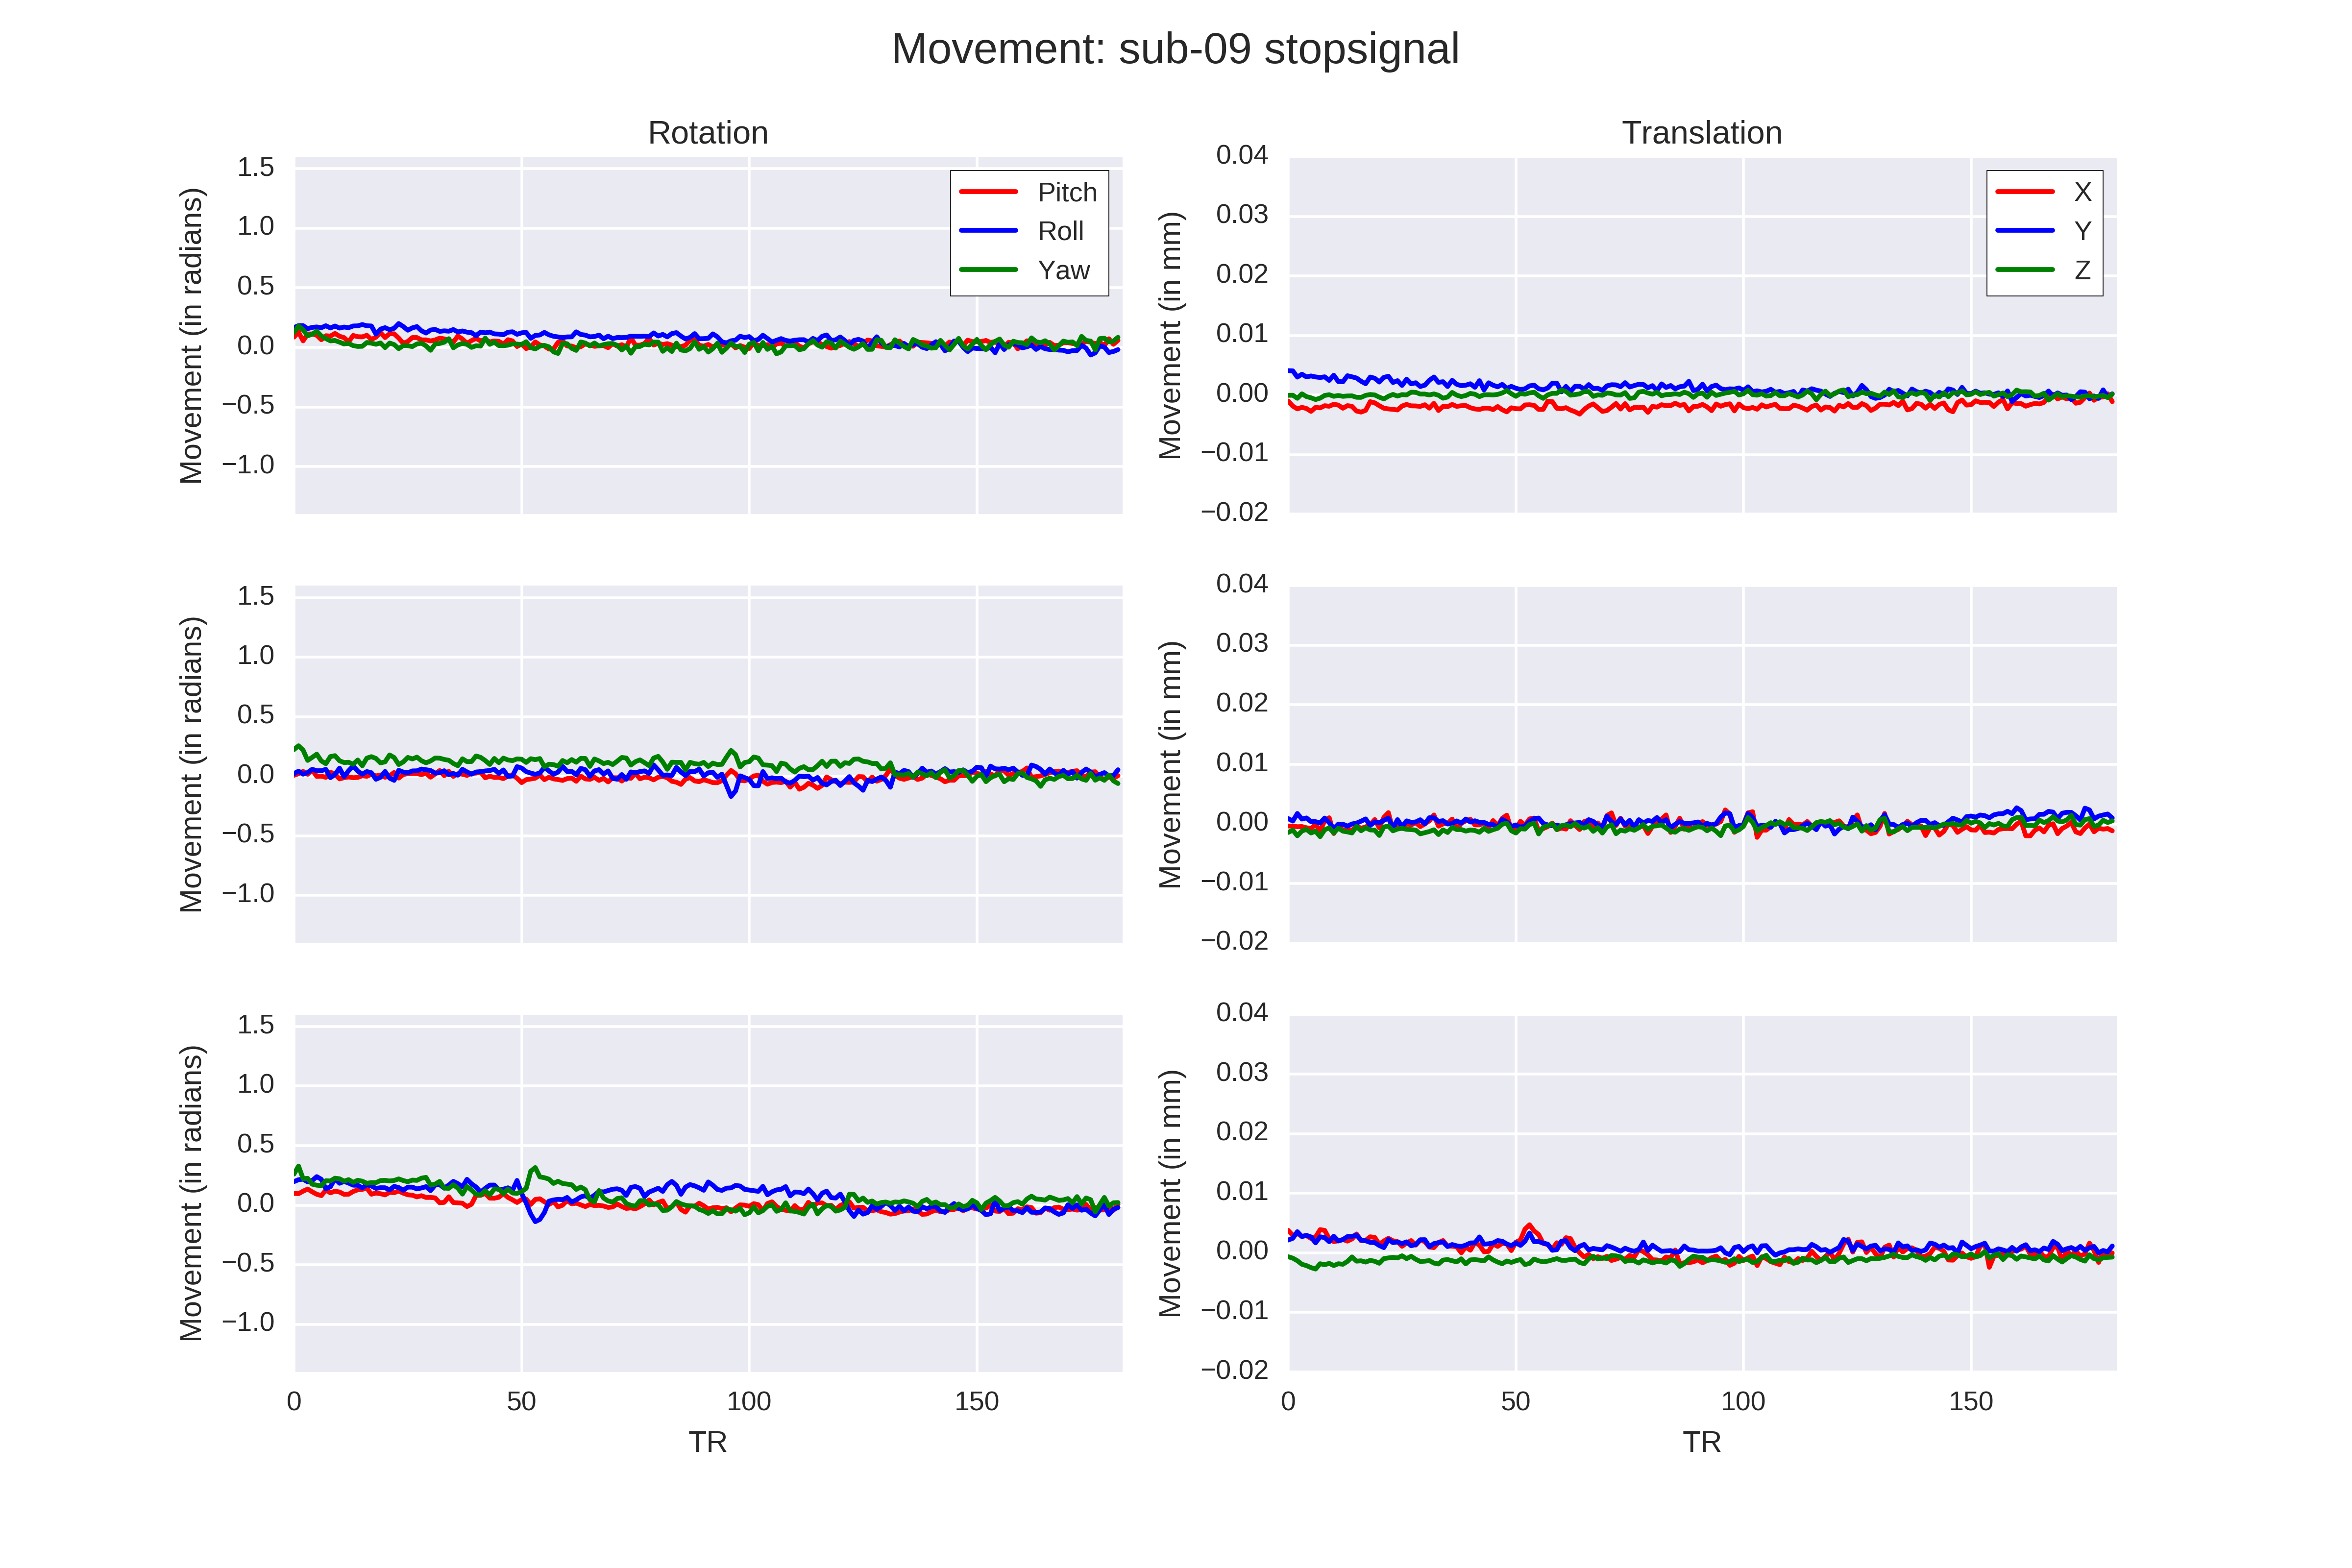 Movement: sub-09 stopsignal
Rotation
Translation
Movement (in radians)
1.5
1.0
0.5
0.0
−0.5
−1.0
Pitch
Roll
Yaw
Movement (in mm)
0.04
0.03
0.02
0.01
0.00
−0.01
−0.02
X
Y
Z
Movement (in radians)
1.5
1.0
0.5
0.0
−0.5
−1.0
Movement (in mm)
0.04
0.03
0.02
0.01
0.00
−0.01
−0.02
Movement (in radians)
1.5
1.0
0.5
0.0
−0.5
−1.0
0 50 100 150
TR
Movement (in mm)
0.04
0.03
0.02
0.01
0.00
−0.01
−0.02
0 50 100 150
TR